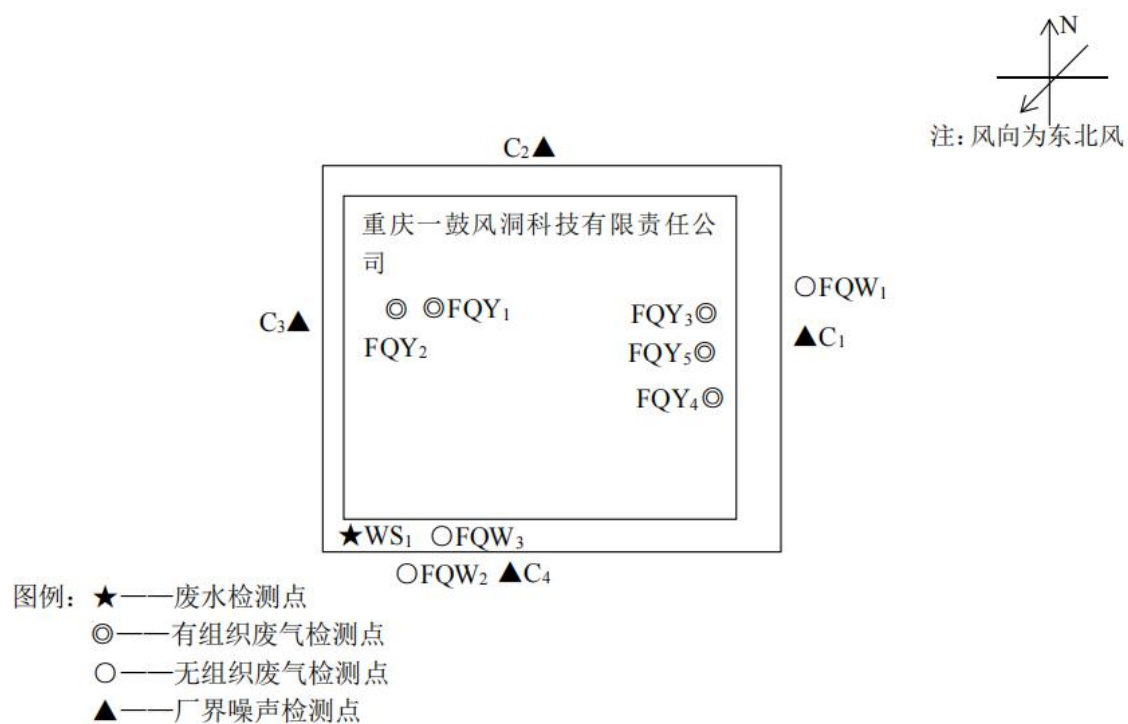 N
注：风向为东北风
C₂▲
重庆一鼓风洞科技有限责任公
司
◎ ◎FQY₁
FQY₂
FQY₃◎
FQY₅◎
FQY₄◎
C₃▲
○FQW₁
▲C₁
★WS₁ ○FQW₃
○FQW₂ ▲C₄
图例：★——废水检测点
◎——有组织废气检测点
○——无组织废气检测点
▲——厂界噪声检测点